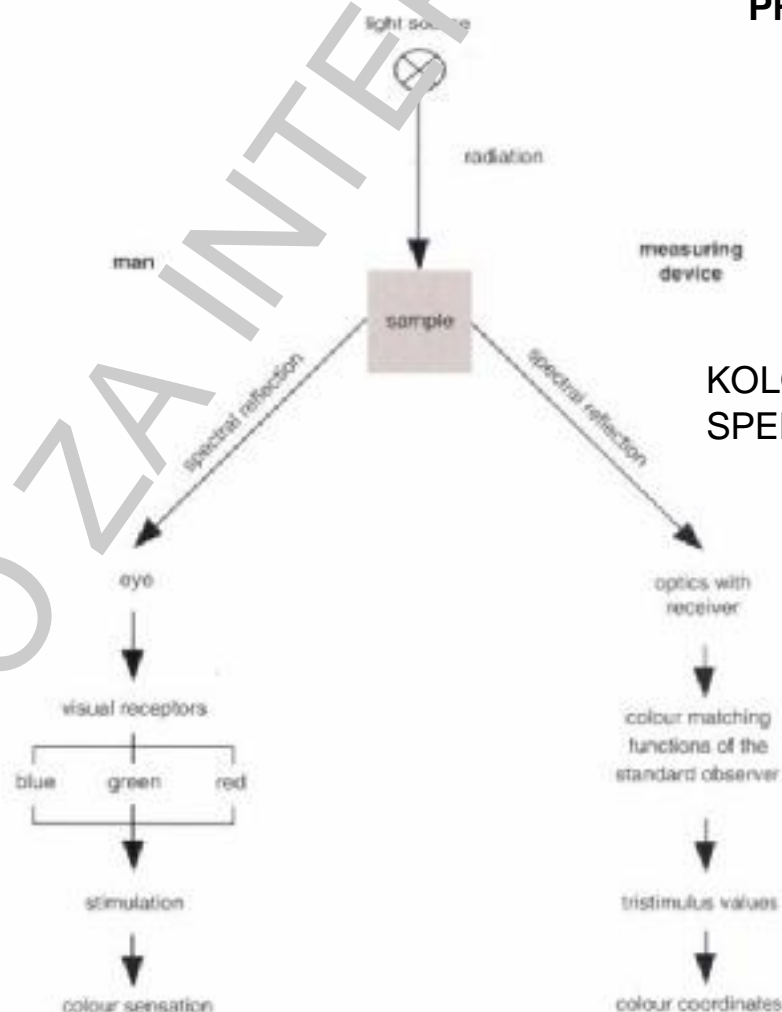 light source
radiation
man
measuring
device
sample
spectral reflection
spectral reflection
eye
optics with
receiver
visual receptors
blue green red
colour matching
functions of the
standard observer
stimulation
tristimulus values
colour sensation
colour coordinates
ZA